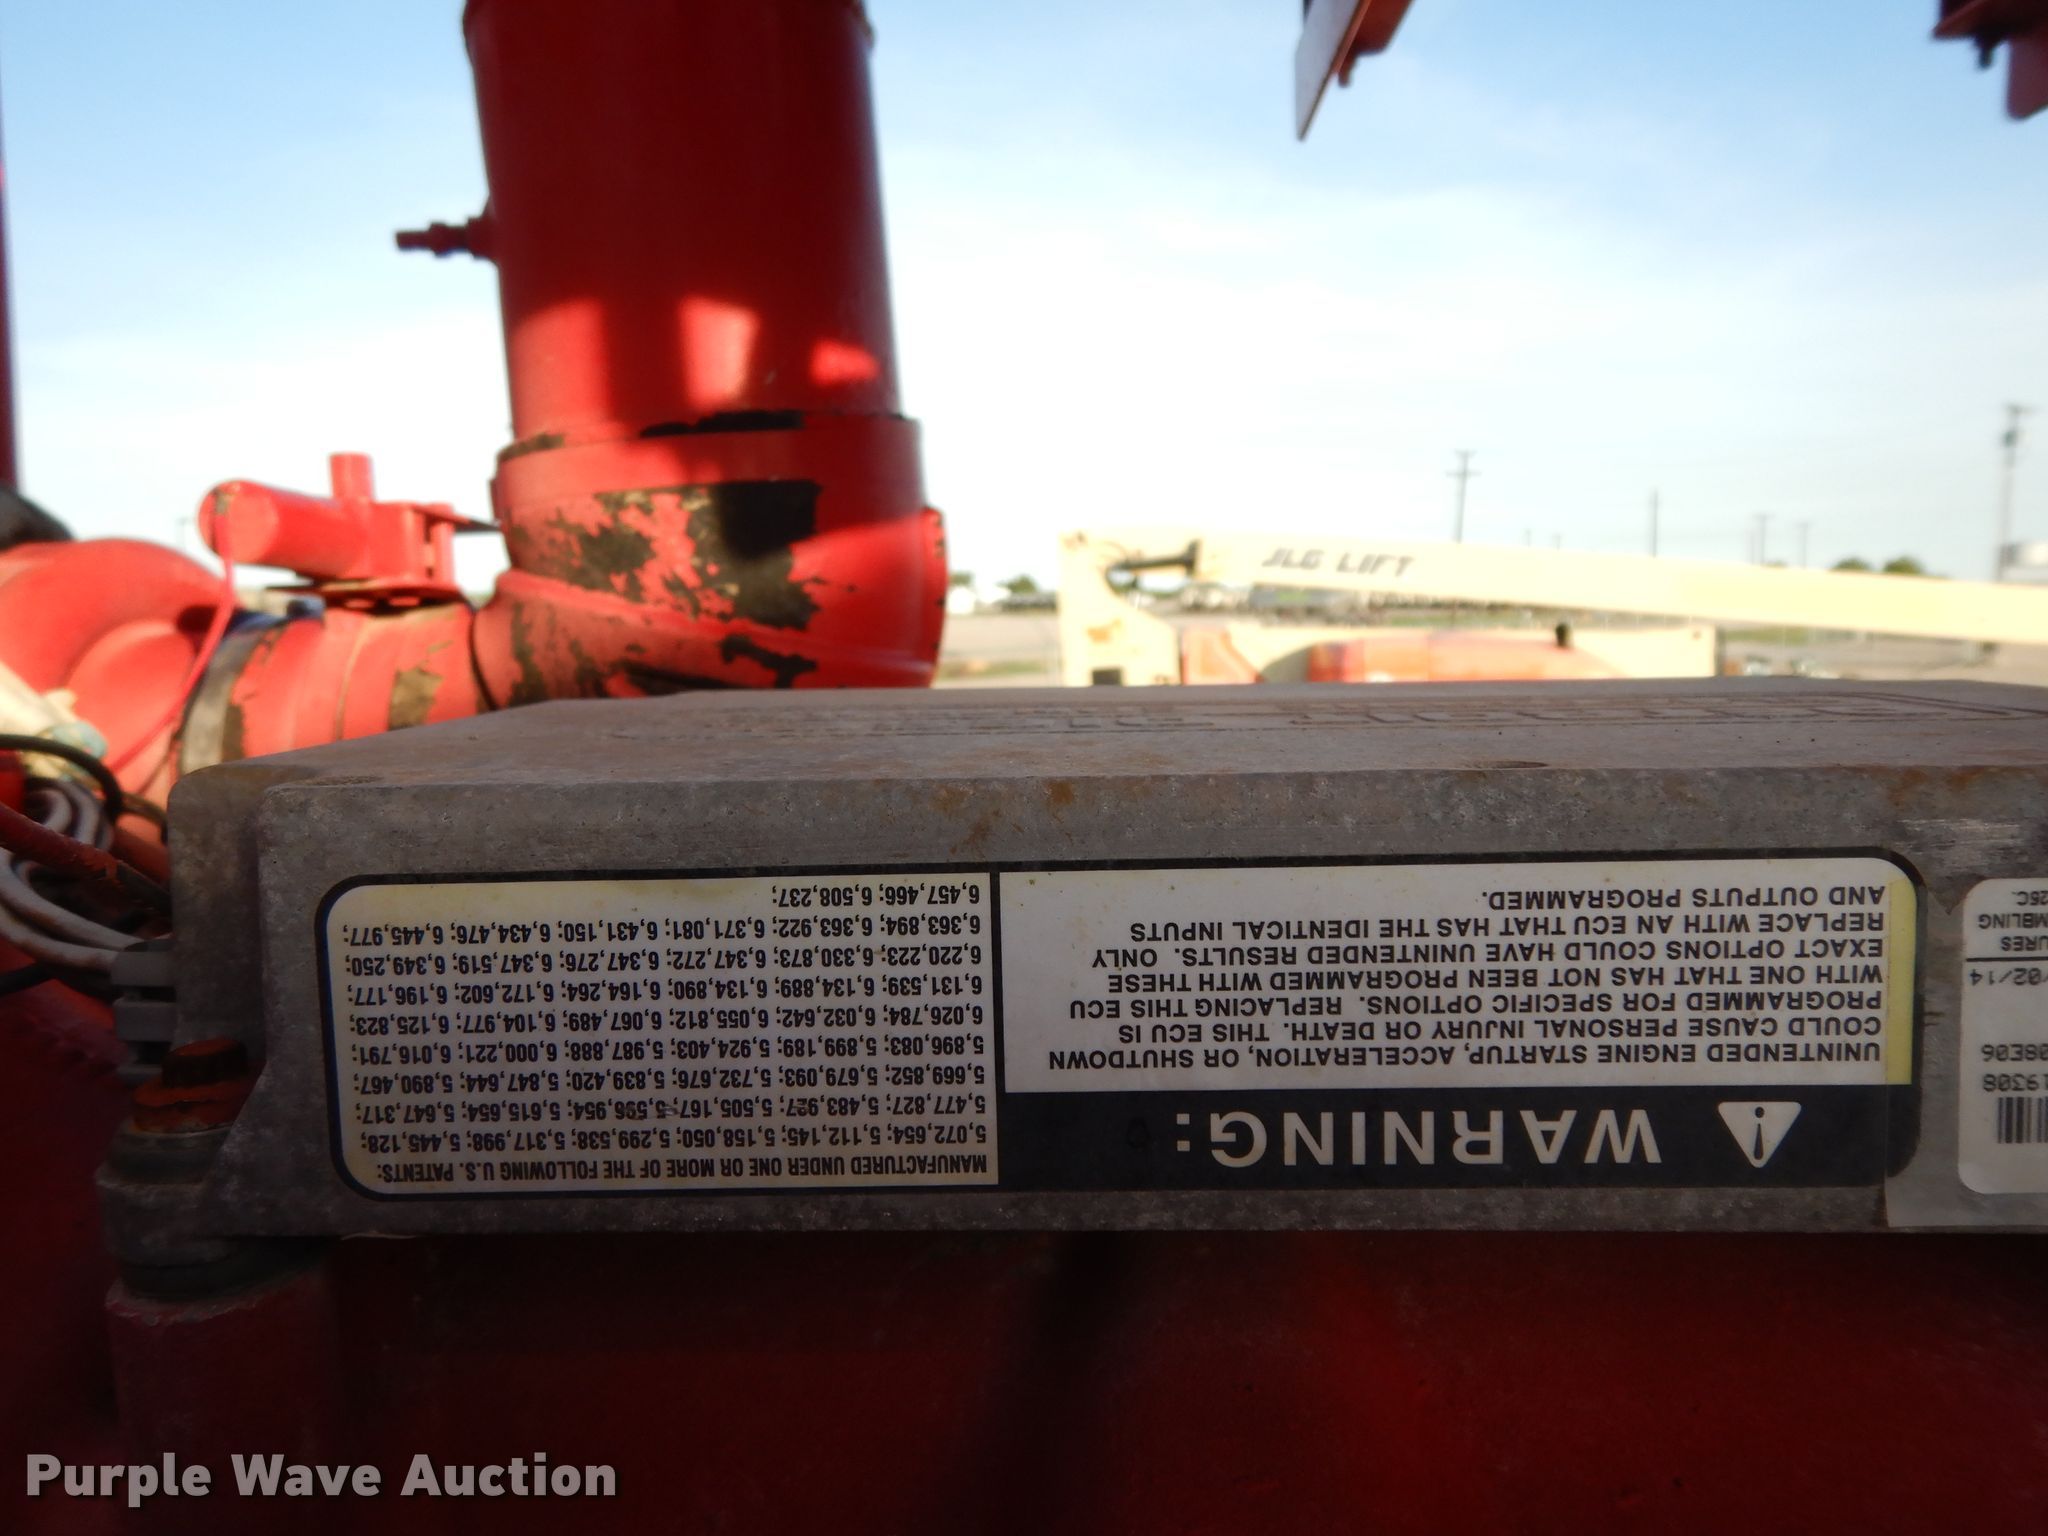 JLG LIFT
WARNING:
UNINTENDED ENGINE STARTUP, ACCELERATION, OR SHUTDOWN
COULD CAUSE PERSONAL INJURY OR DEATH. THIS ECU IS
PROGRAMMED FOR SPECIFIC OPTIONS. REPLACING THIS ECU
WITH ONE THAT HAS NOT BEEN PROGRAMMED WITH THESE
EXACT OPTIONS COULD HAVE UNINTENDED RESULTS. ONLY
REPLACE WITH AN ECU THAT HAS THE IDENTICAL INPUTS
AND OUTPUTS PROGRAMMED.
MANUFACTURED UNDER ONE OR MORE OF THE FOLLOWING U.S. PATENTS:
5,072,654; 5,112,145; 5,158,050; 5,299,538; 5,317,998; 5,445,128;
5,477,827; 5,483,927; 5,505,167; 5,596,954; 5,615,654; 5,647,317;
5,669,852; 5,679,093; 5,732,676; 5,839,420; 5,847,644; 5,890,467;
5,896,083; 5,899,189; 5,924,403; 5,987,888; 6,000,221; 6,016,791;
6,026,784; 6,032,642; 6,055,812; 6,067,489; 6,104,977; 6,125,823;
6,131,539; 6,134,889; 6,134,890; 6,164,264; 6,172,602; 6,196,177;
6,220,223; 6,330,873; 6,347,272; 6,347,276; 6,347,519; 6,349,250;
6,363,894; 6,363,922; 6,371,081; 6,431,150; 6,434,476; 6,445,977;
6,457,466; 6,508,237;
19308
08E06
/02/14
URES
MBLING
25C.
Purple Wave Auction